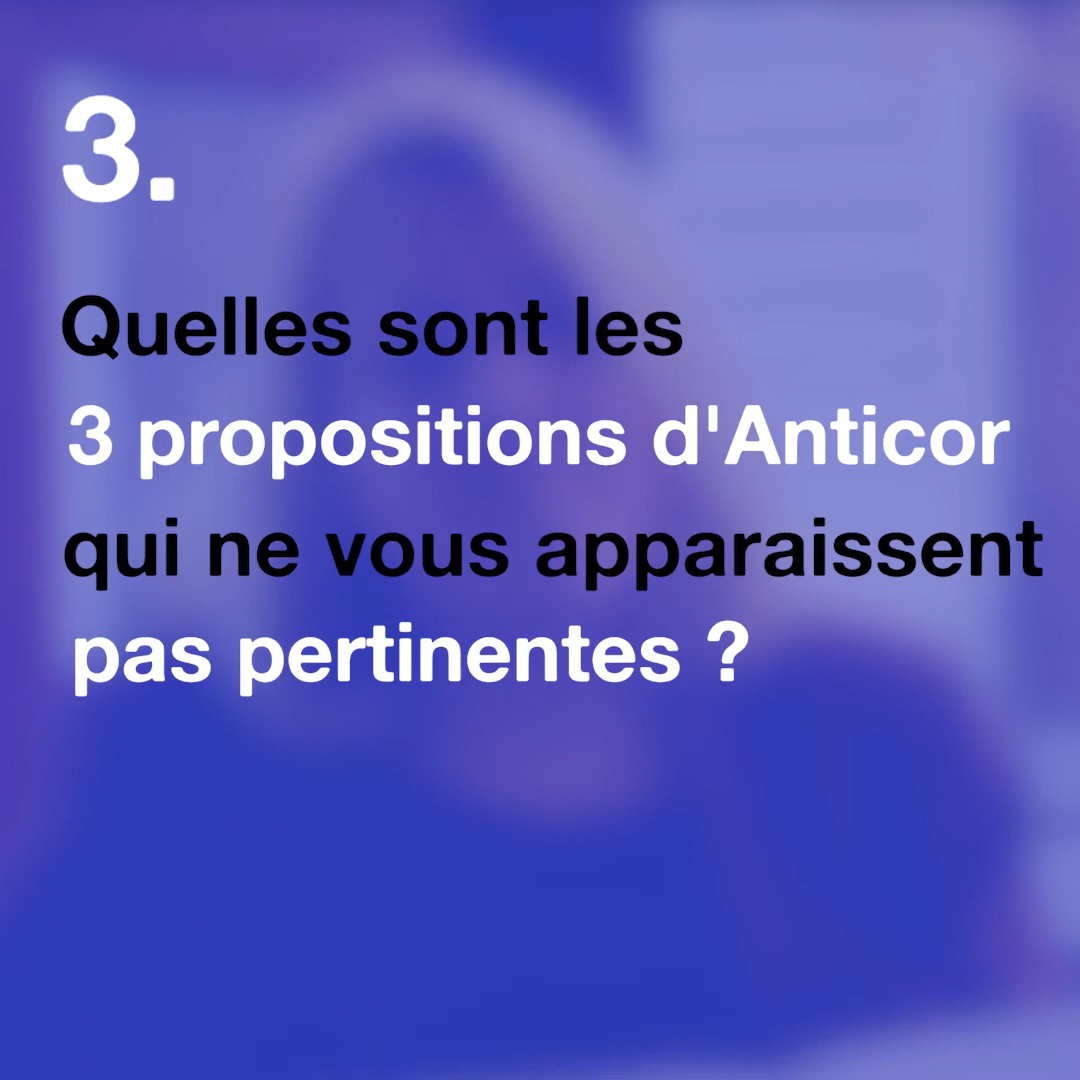 3.
Quelles sont les
3 propositions d'Anticor
qui ne vous apparaissent
pas pertinentes ?